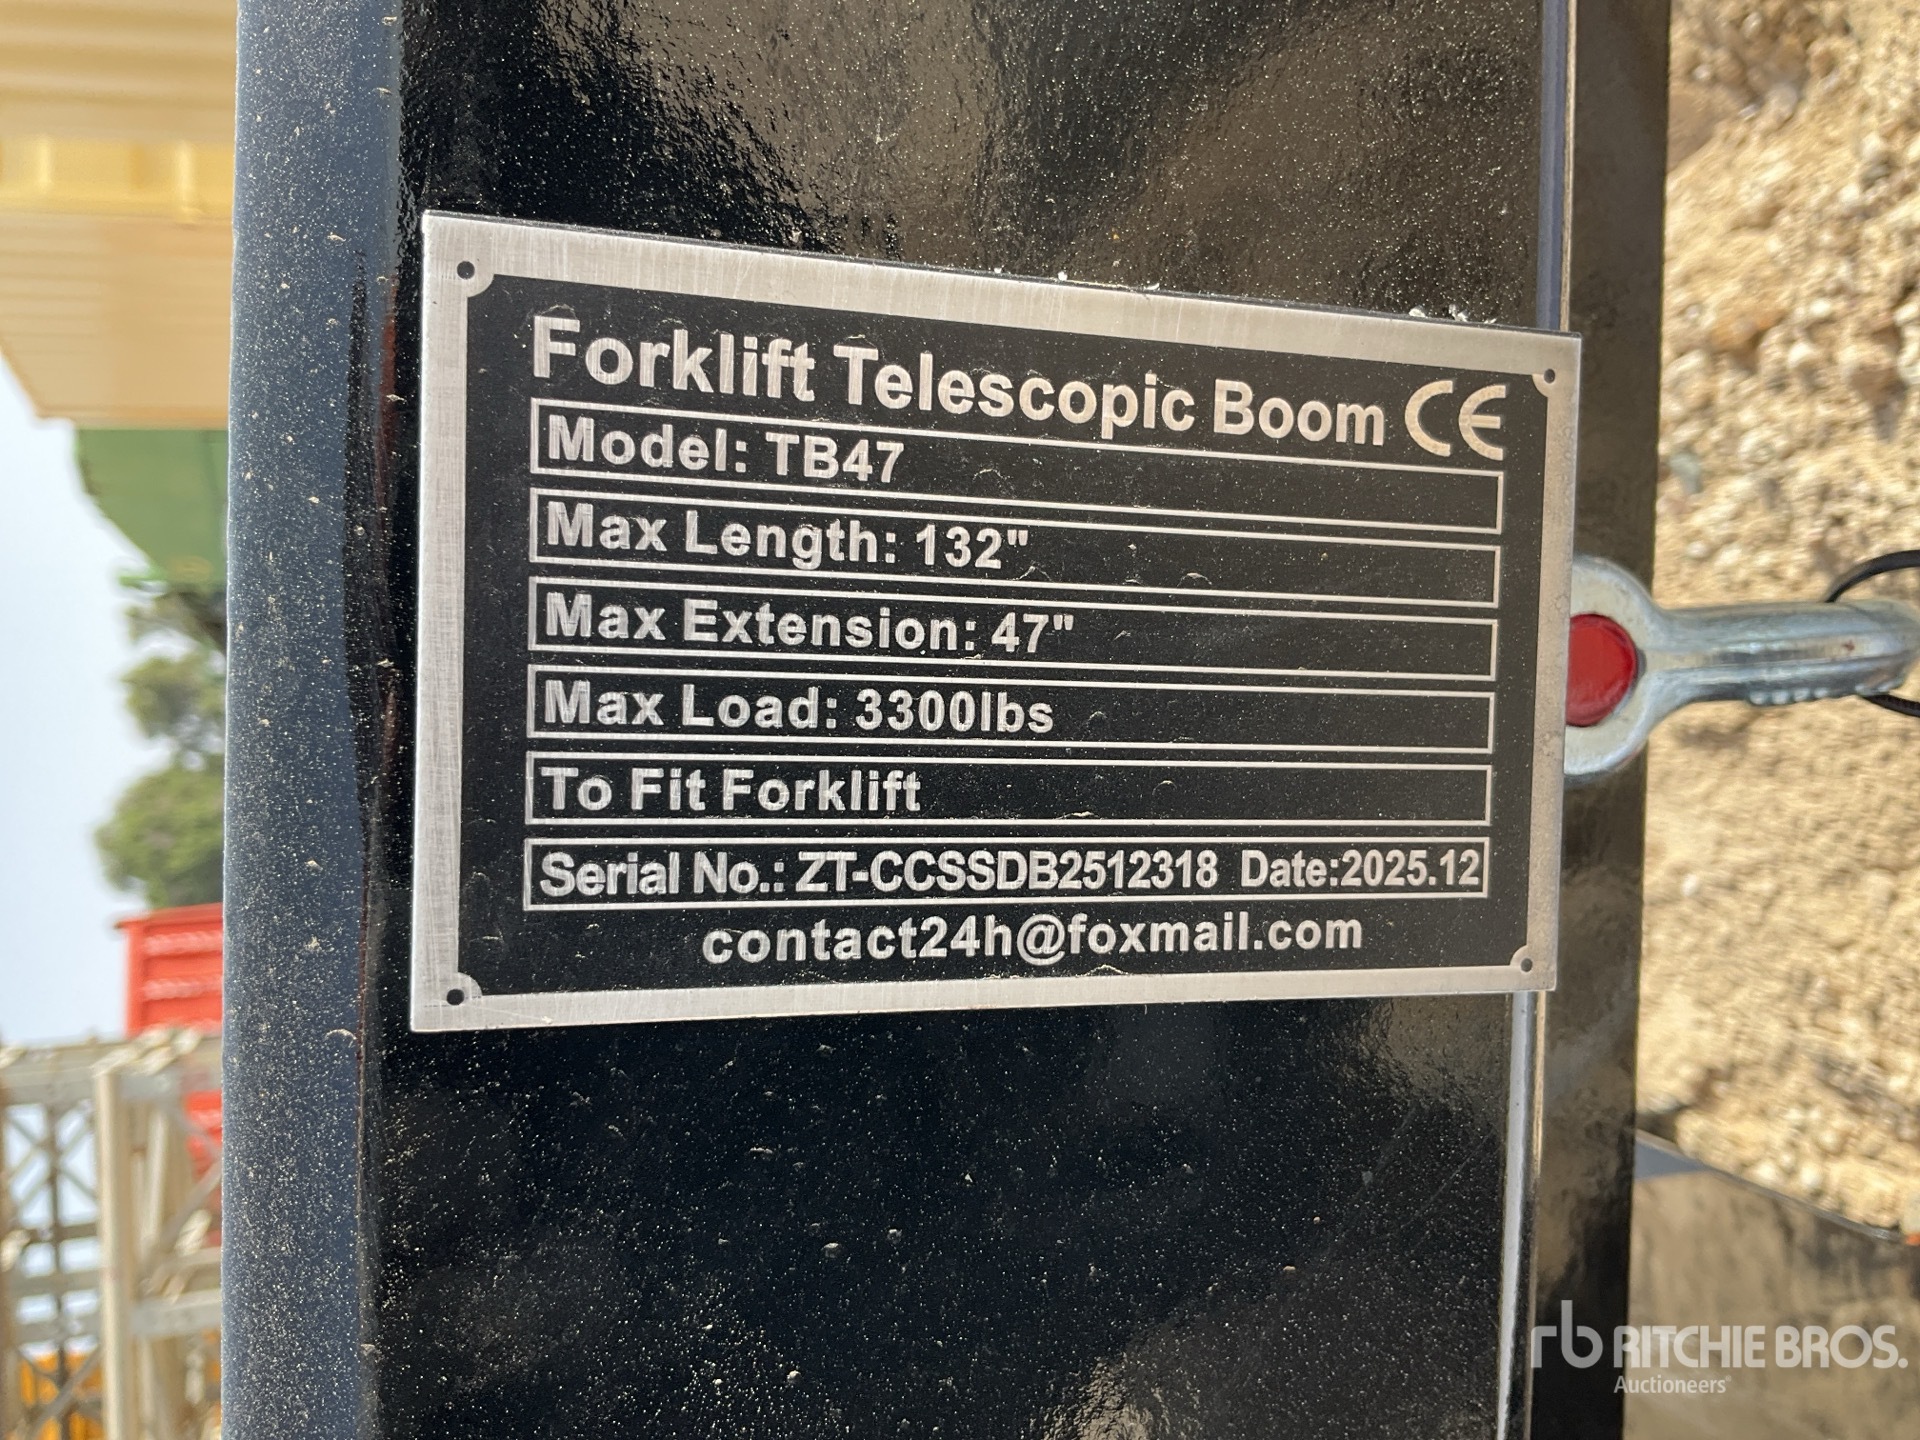 Forklift Telescopic Boom CE
Model: TB47
Max Length: 132"
Max Extension: 47"
Max Load: 3300lbs
To Fit Forklift
Serial No.: ZT-CCSSDB2512318 Date:2025.12
contact24h@foxmail.com
rb RITCHIE BROS.
Auctioneers